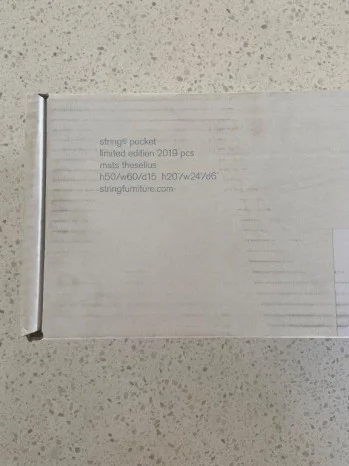 string® pocket
limited edition 2019 pcs
mats theselius
h50/w60/d15 h20"/w24"/d6"
stringfurniture.com